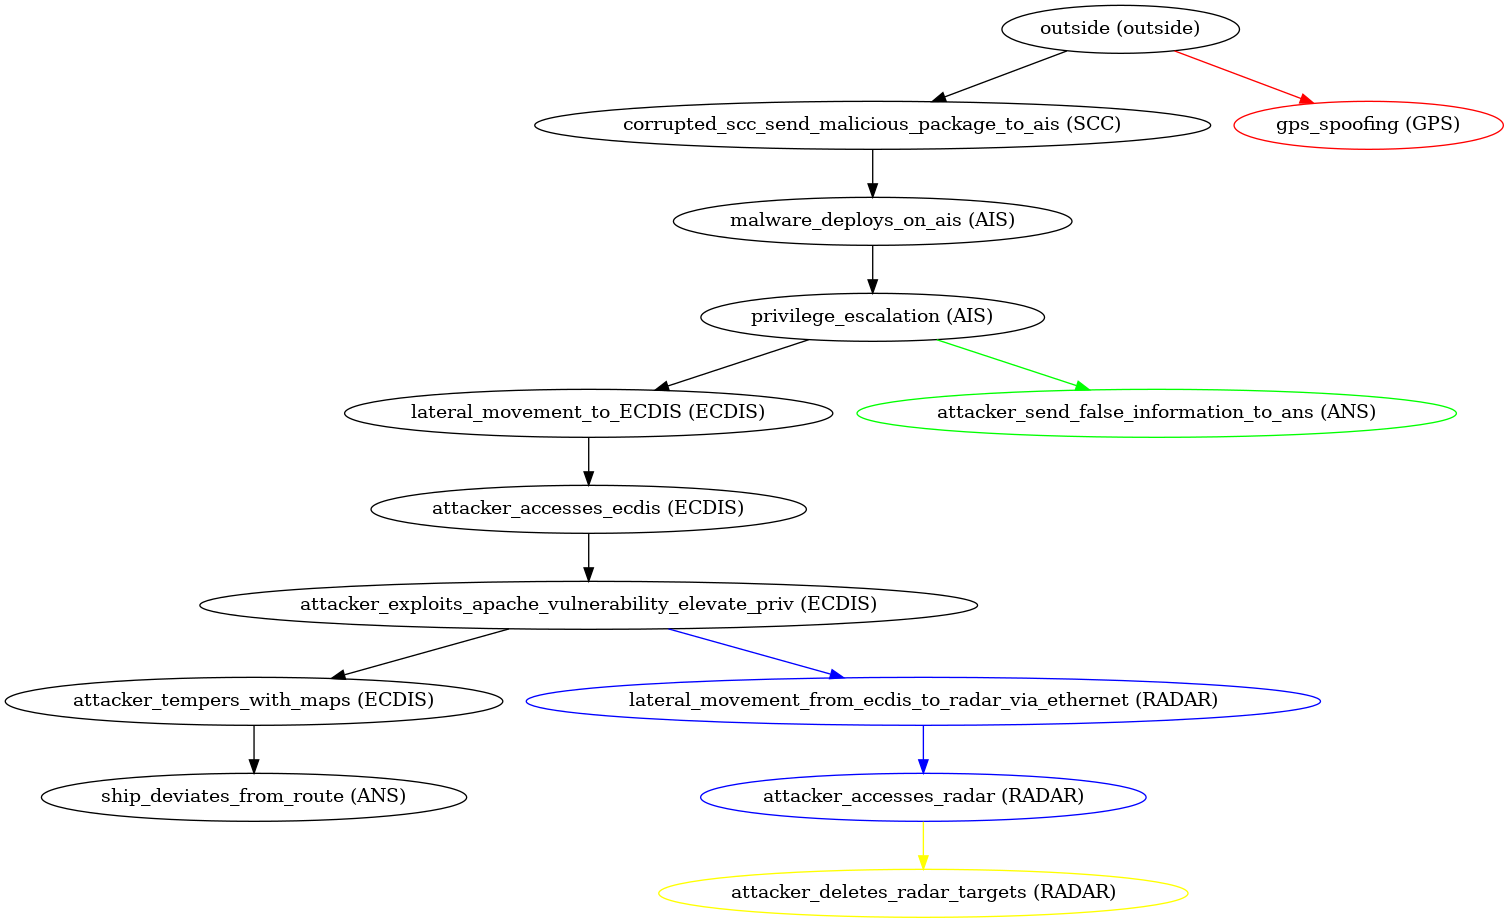 outside (outside)
corrupted_scc_send_malicious_package_to_ais (SCC)
gps_spoofing (GPS)
malware_deploys_on_ais (AIS)
privilege_escalation (AIS)
lateral_movement_to_ECDIS (ECDIS)
attacker_send_false_information_to_ans (ANS)
attacker_accesses_ecdis (ECDIS)
attacker_exploits_apache_vulnerability_elevate_priv (ECDIS)
attacker_tempers_with_maps (ECDIS)
lateral_movement_from_ecdis_to_radar_via_ethernet (RADAR)
ship_deviates_from_route (ANS)
attacker_accesses_radar (RADAR)
attacker_deletes_radar_targets (RADAR)